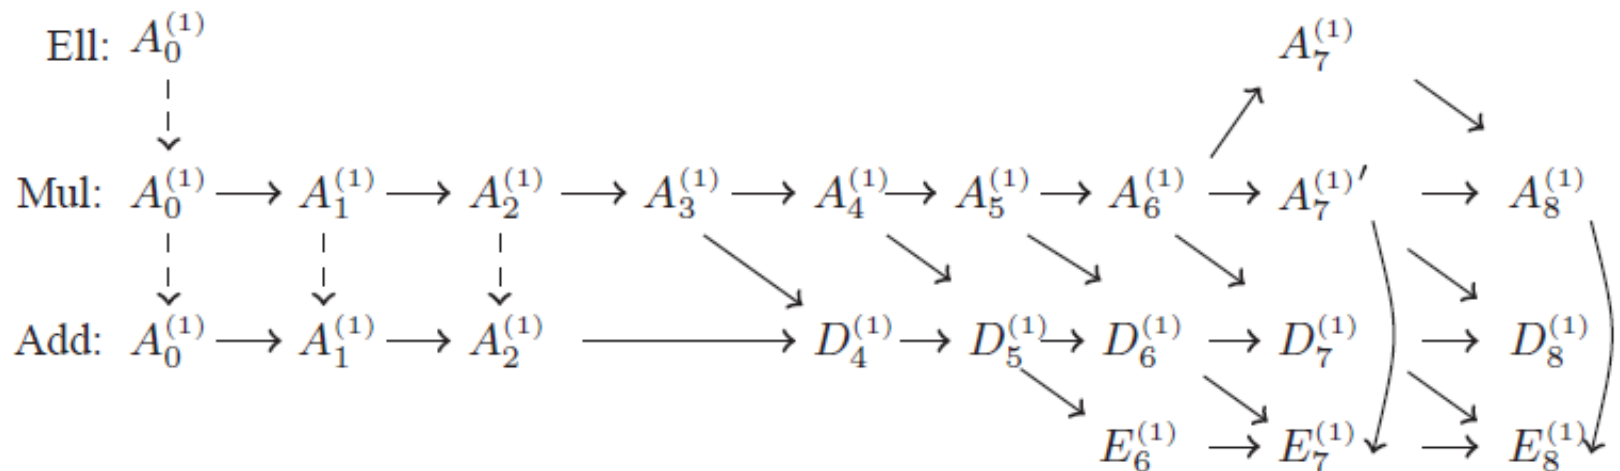 Ell: A_0^{(1)} A_7^{(1)}
Mul: A_0^{(1)} A_1^{(1)} A_2^{(1)} A_3^{(1)} A_4^{(1)} A_5^{(1)} A_6^{(1)} A_7^{(1)}′ A_8^{(1)}
Add: A_0^{(1)} A_1^{(1)} A_2^{(1)} D_4^{(1)} D_5^{(1)} D_6^{(1)} D_7^{(1)} D_8^{(1)}
E_6^{(1)} E_7^{(1)} E_8^{(1)}